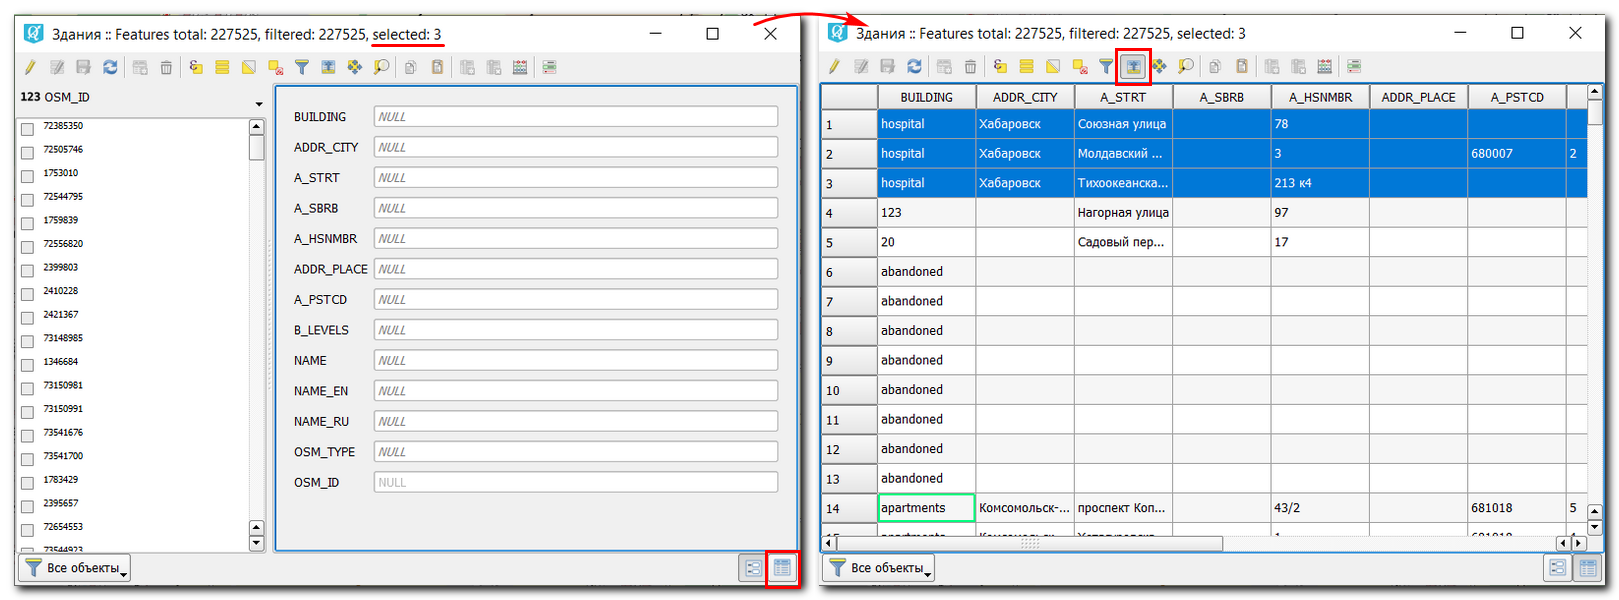 Здания :: Features total: 227525, filtered: 227525, selected: 3
123 OSM_ID
72385350
72505746
1753010
72544795
1759839
72556820
2399803
2410228
2421367
73148985
1346684
73150981
73150991
73541676
73541700
1783429
2395657
72654553
73544923
BUILDING NULL
ADDR_CITY NULL
A_STRT NULL
A_SBRB NULL
A_HSNMBR NULL
ADDR_PLACE NULL
A_PSTCD NULL
B_LEVELS NULL
NAME NULL
NAME_EN NULL
NAME_RU NULL
OSM_TYPE NULL
OSM_ID NULL
Все объекты
Здания :: Features total: 227525, filtered: 227525, selected: 3
BUILDING ADDR_CITY A_STRT A_SBRB A_HSNMBR ADDR_PLACE A_PSTCD
1 hospital Хабаровск Союзная улица 78
2 hospital Хабаровск Молдавский ... 3 680007 2
3 hospital Хабаровск Тихоокеанска... 213 к4
4 123 Нагорная улица 97
5 20 Садовый пер... 17
6 abandoned
7 abandoned
8 abandoned
9 abandoned
10 abandoned
11 abandoned
12 abandoned
13 abandoned
14 apartments Комсомольск-... проспект Коп... 43/2 681018 5
Все объекты